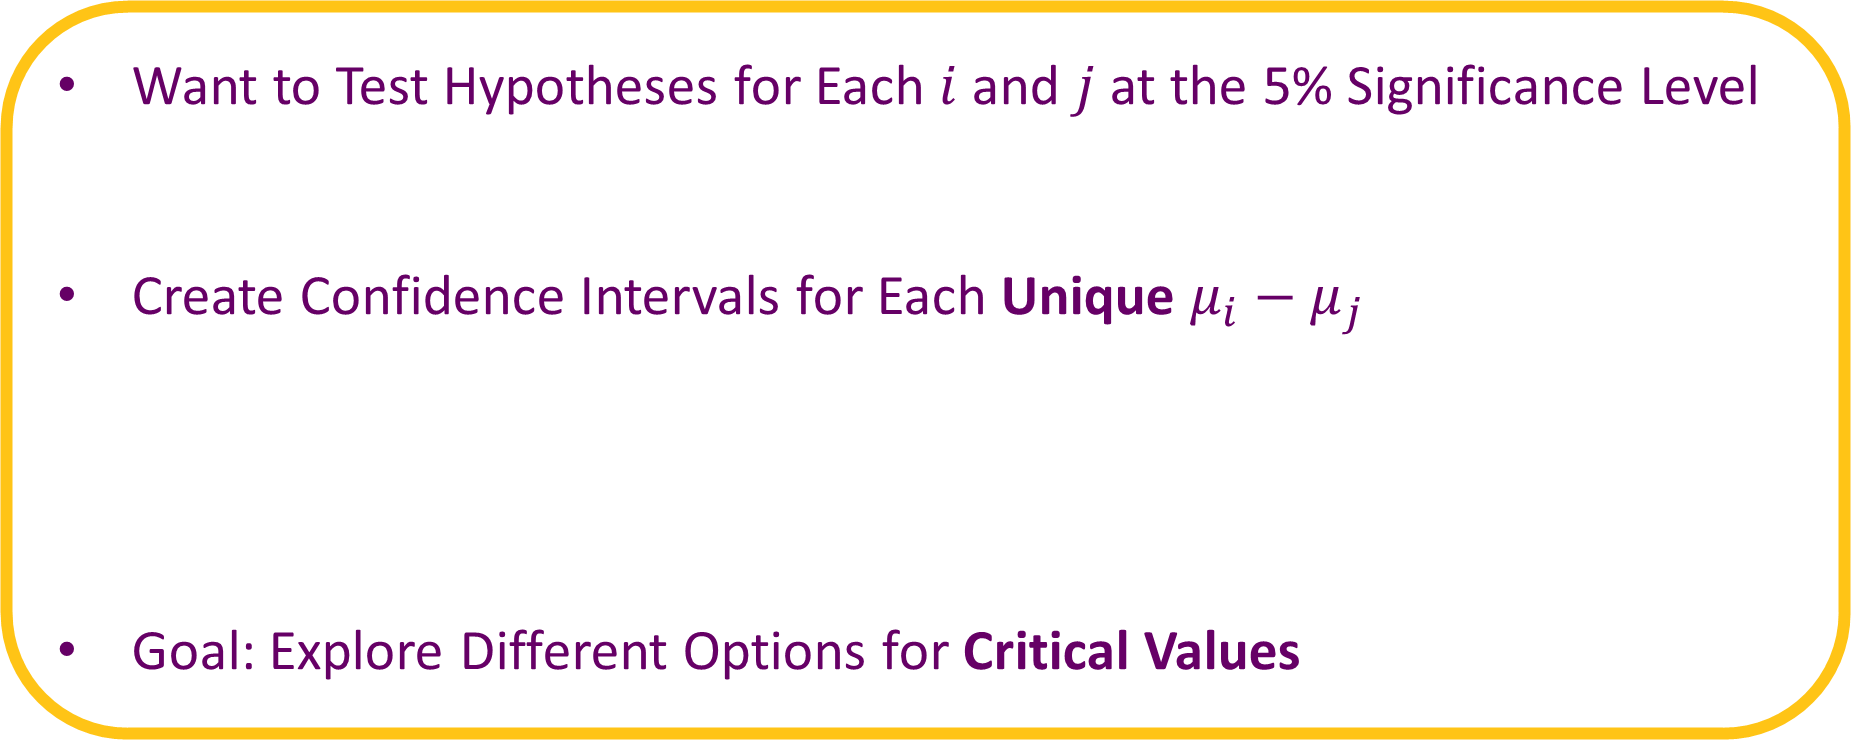 • Want to Test Hypotheses for Each 𝑖 and 𝑗 at the 5% Significance Level
• Create Confidence Intervals for Each Unique 𝜇ᵢ − 𝜇ⱼ
• Goal: Explore Different Options for Critical Values